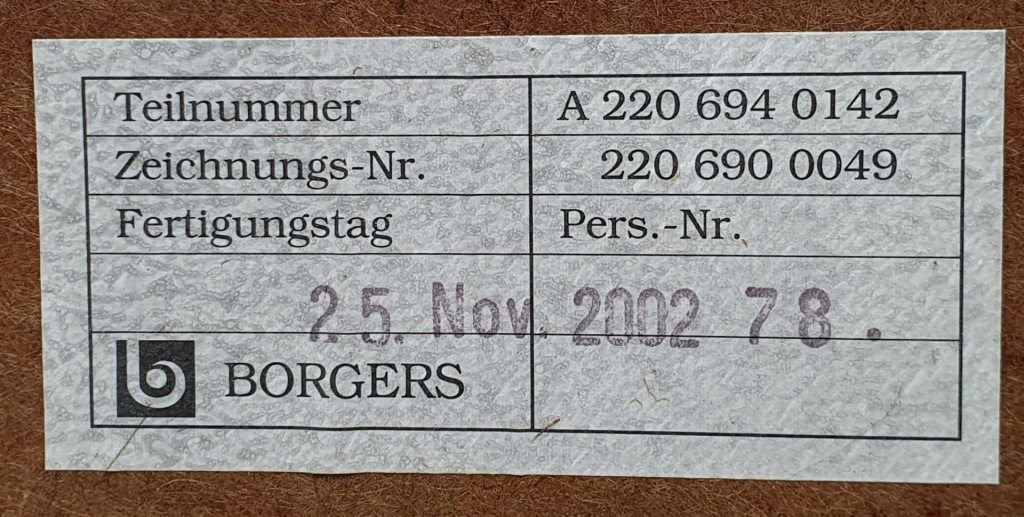 Teilnummer A 220 694 0142
Zeichnungs-Nr. 220 690 0049
Fertigungstag Pers.-Nr.
25. Nov. 2002 78.
b BORGERS